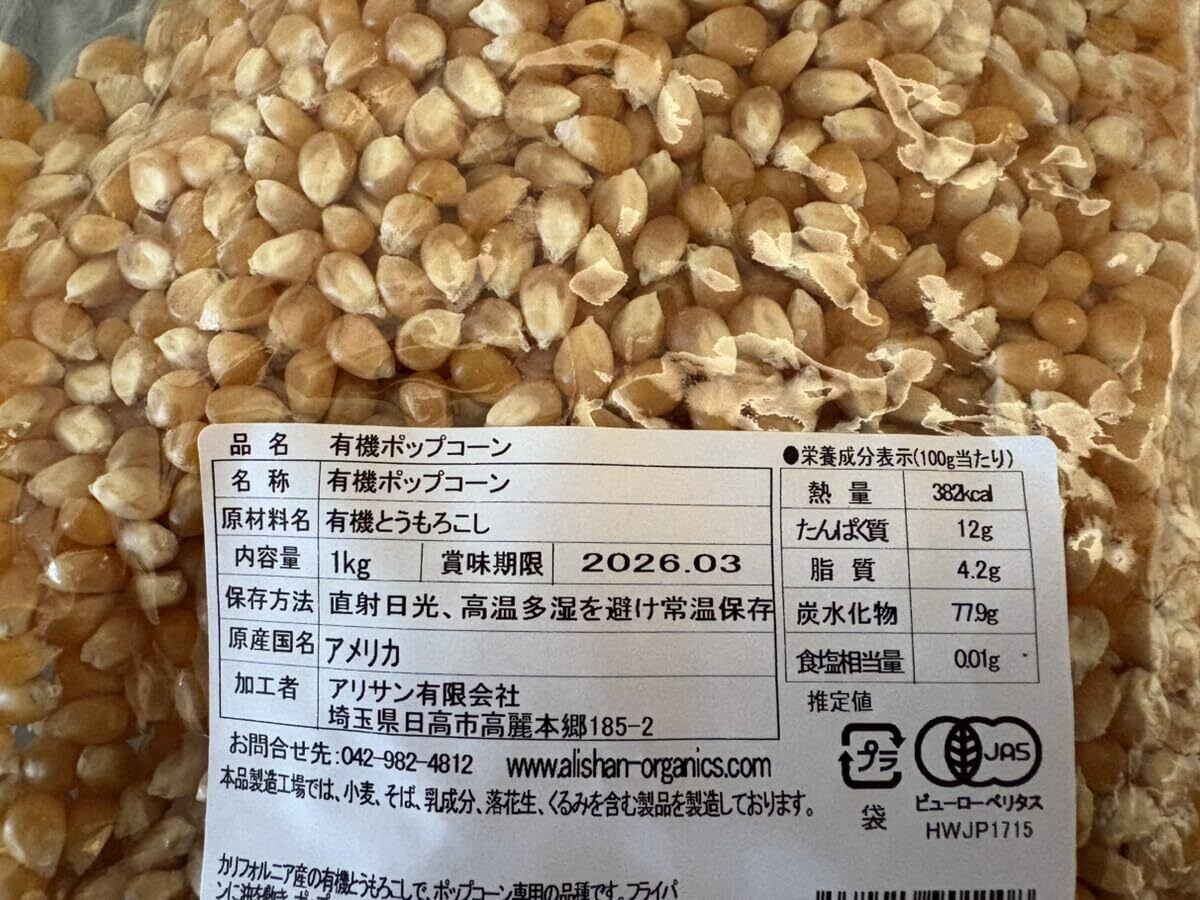 品名 有機ポップコーン
名称 有機ポップコーン
原材料名 有機とうもろこし
内容量 1kg 賞味期限 2026.03
保存方法 直射日光、高温多湿を避け常温保存
原産国名 アメリカ
加工者 アリサン有限会社
埼玉県日高市高麗本郷185-2
お問合せ先:042-982-4812 www.alishan-organics.com
本品製造工場では、小麦、そば、乳成分、落花生、くるみを含む製品を製造しております。
カリフォルニア産の有機とうもろこしで、ポップコーン専用の品種です。フライパ
●栄養成分表示(100g当たり)
熱量 382kcal
たんぱく質 12g
脂質 4.2g
炭水化物 77.9g
食塩相当量 0.01g
推定値
プラ
袋
JAS
ビューローベリタス
HWJP1715